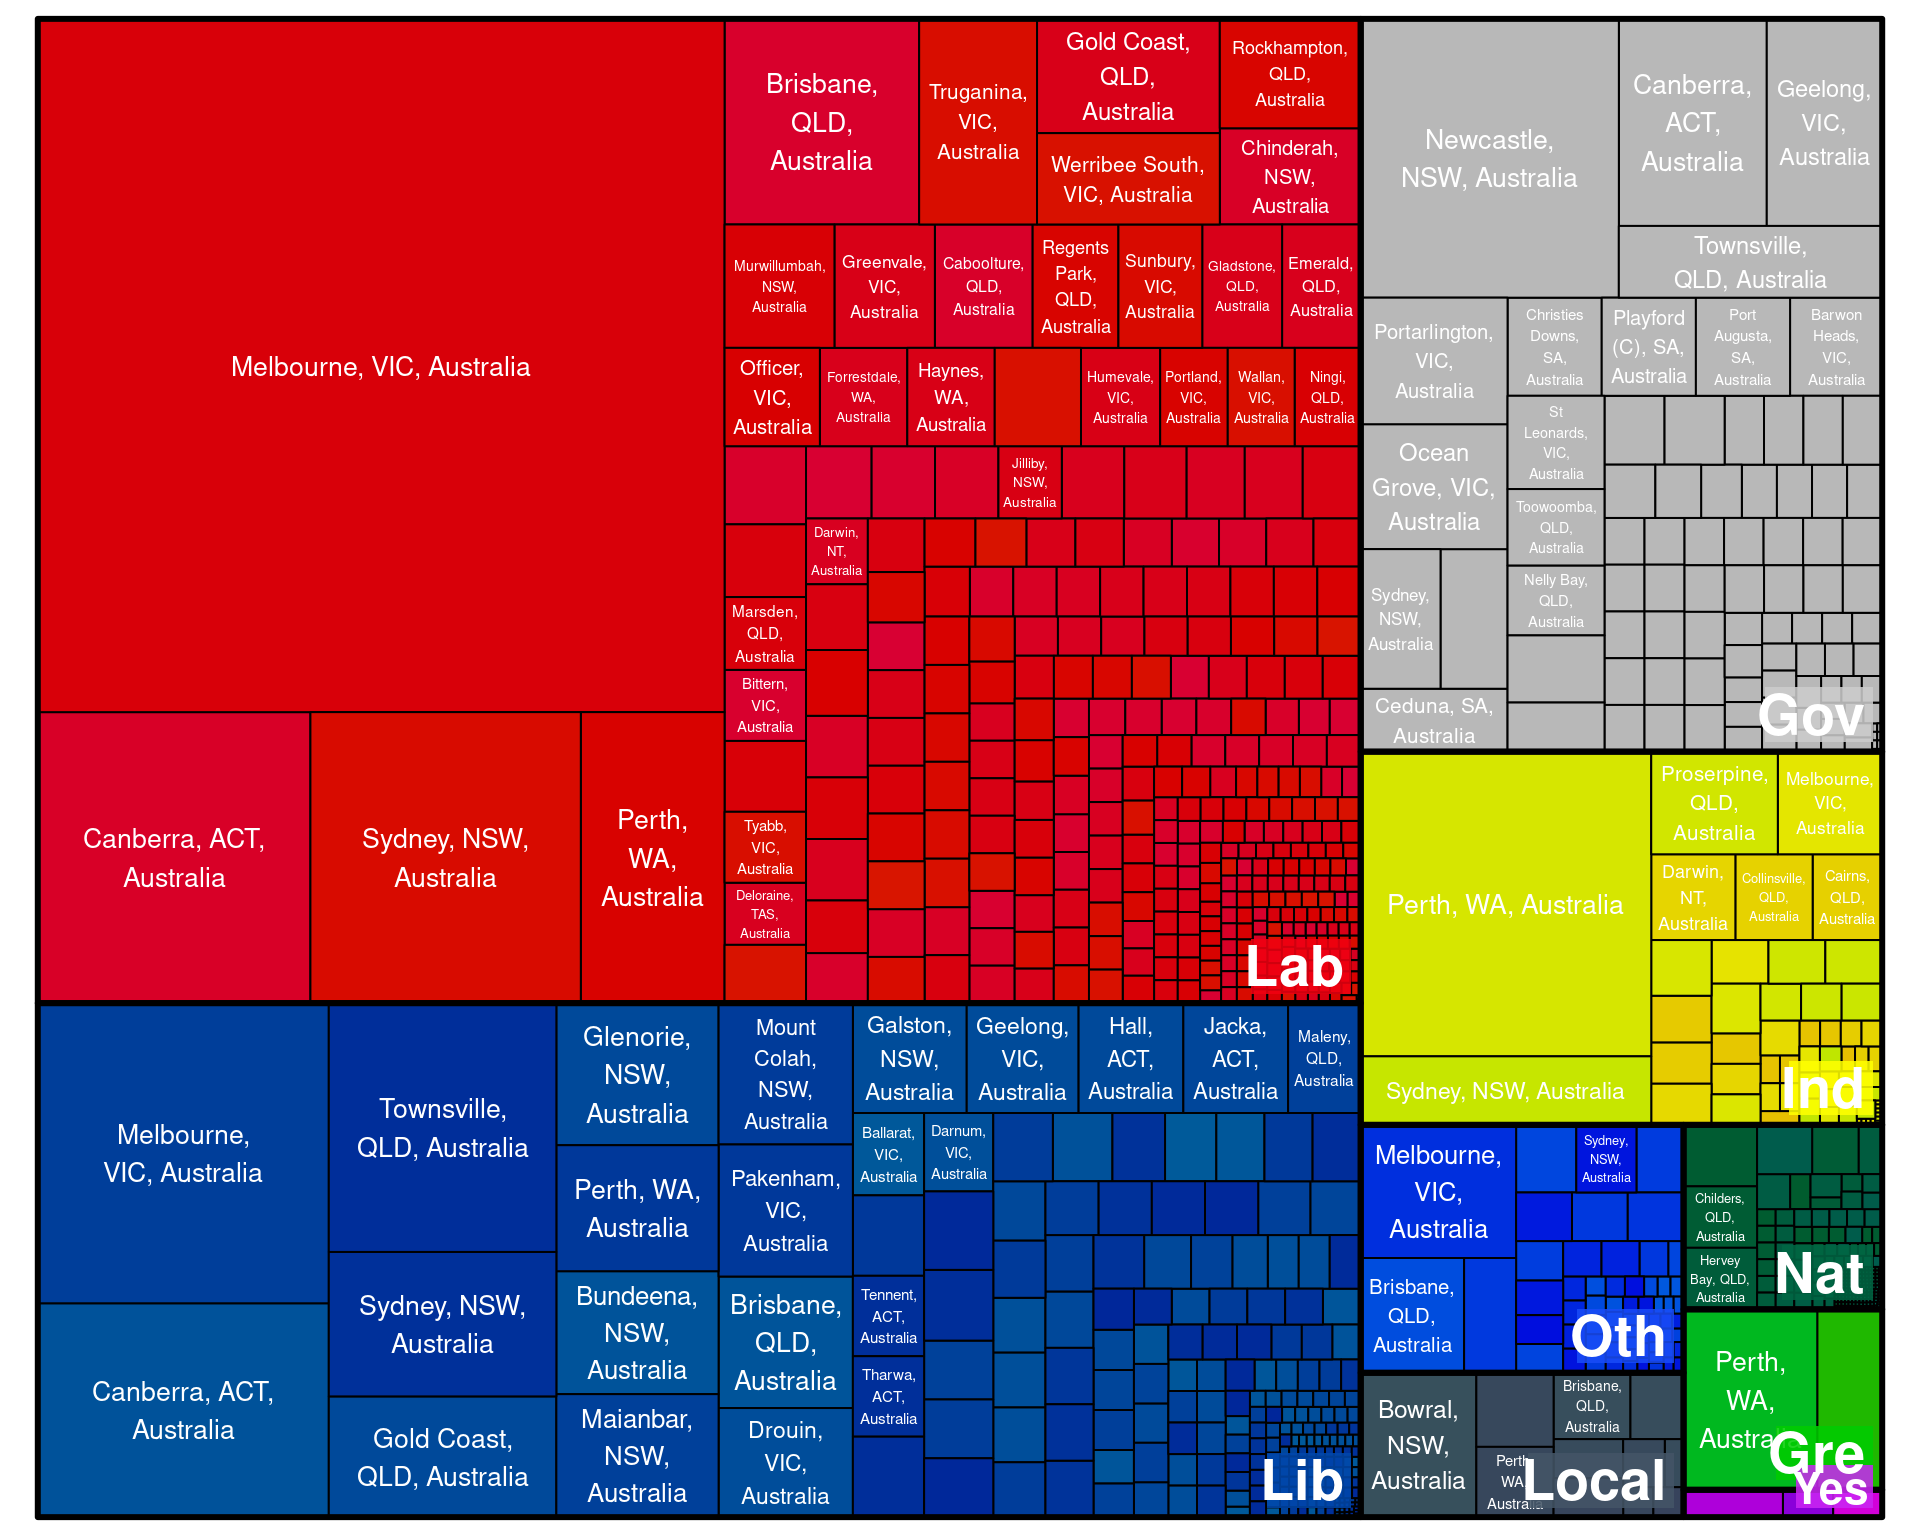 Melbourne, VIC, Australia
Canberra, ACT,
Australia
Sydney, NSW,
Australia
Perth,
WA,
Australia
Brisbane,
QLD,
Australia
Truganina,
VIC,
Australia
Gold Coast,
QLD,
Australia
Werribee South,
VIC, Australia
Rockhampton,
QLD,
Australia
Chinderah,
NSW,
Australia
Murwillumbah,
NSW,
Australia
Greenvale,
VIC,
Australia
Caboolture,
QLD,
Australia
Regents
Park,
QLD,
Australia
Sunbury,
VIC,
Australia
Gladstone,
QLD,
Australia
Emerald,
QLD,
Australia
Officer,
VIC,
Australia
Forrestdale,
WA,
Australia
Haynes,
WA,
Australia
Humevale,
VIC,
Australia
Portland,
VIC,
Australia
Wallan,
VIC,
Australia
Ningi,
QLD,
Australia
Jilliby,
NSW,
Australia
Darwin,
NT,
Australia
Marsden,
QLD,
Australia
Bittern,
VIC,
Australia
Tyabb,
VIC,
Australia
Deloraine,
TAS,
Australia
Lab
Newcastle,
NSW, Australia
Canberra,
ACT,
Australia
Geelong,
VIC,
Australia
Townsville,
QLD, Australia
Portarlington,
VIC,
Australia
Christies
Downs,
SA,
Australia
Playford
(C), SA,
Australia
Port
Augusta,
SA,
Australia
Barwon
Heads,
VIC,
Australia
Ocean
Grove, VIC,
Australia
St
Leonards,
VIC,
Australia
Toowoomba,
QLD,
Australia
Nelly Bay,
QLD,
Australia
Sydney,
NSW,
Australia
Ceduna, SA,
Australia
Gov
Perth, WA, Australia
Sydney, NSW, Australia
Proserpine,
QLD,
Australia
Melbourne,
VIC,
Australia
Darwin,
NT,
Australia
Collinsville,
QLD,
Australia
Cairns,
QLD,
Australia
Ind
Melbourne,
VIC, Australia
Canberra, ACT,
Australia
Townsville,
QLD, Australia
Sydney, NSW,
Australia
Gold Coast,
QLD, Australia
Glenorie,
NSW,
Australia
Perth, WA,
Australia
Bundeena,
NSW,
Australia
Maianbar,
NSW,
Australia
Mount
Colah,
NSW,
Australia
Pakenham,
VIC,
Australia
Brisbane,
QLD,
Australia
Drouin,
VIC,
Australia
Galston,
NSW,
Australia
Geelong,
VIC,
Australia
Hall,
ACT,
Australia
Jacka,
ACT,
Australia
Maleny,
QLD,
Australia
Ballarat,
VIC,
Australia
Darnum,
VIC,
Australia
Tennent,
ACT,
Australia
Tharwa,
ACT,
Australia
Lib
Melbourne,
VIC,
Australia
Brisbane,
QLD,
Australia
Sydney,
NSW,
Australia
Oth
Childers,
QLD,
Australia
Hervey
Bay, QLD,
Australia
Nat
Bowral,
NSW,
Australia
Brisbane,
QLD,
Australia
Perth,
WA,
Australia
Local
Perth,
WA,
Australia
Gre
Yes